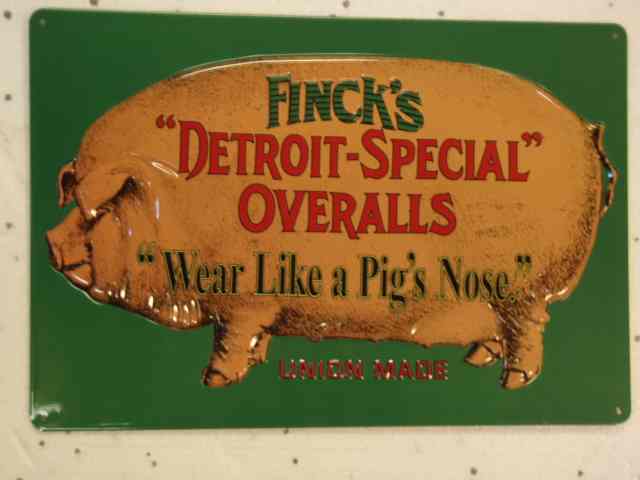 FINCK'S
"DETROIT-SPECIAL"
OVERALLS
"Wear Like a Pig's Nose."
UNION MADE